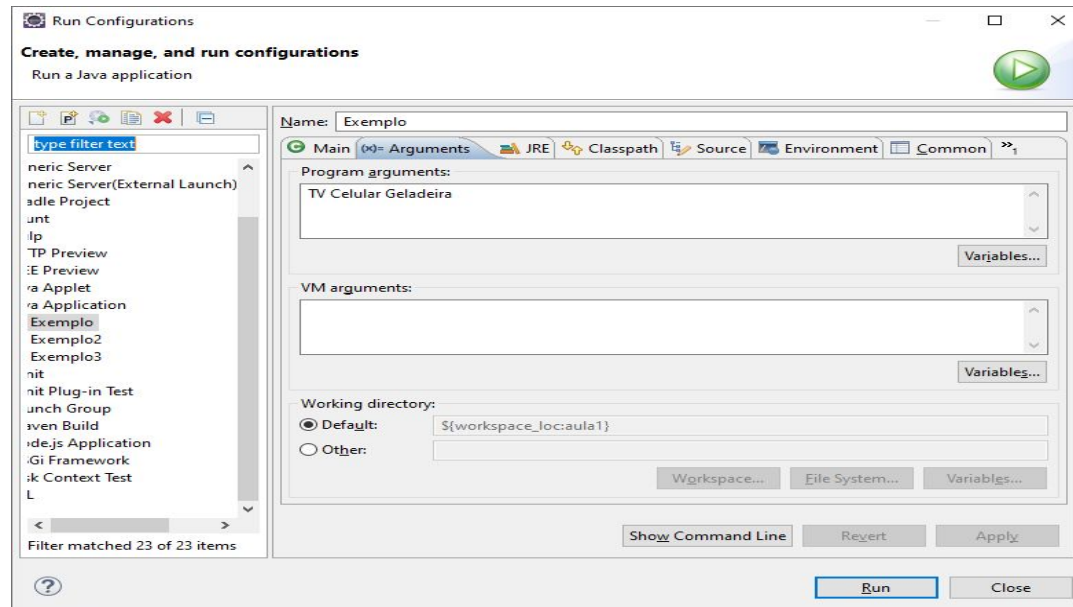 Run Configurations
Create, manage, and run configurations
Run a Java application
type filter text
neric Server
neric Server(External Launch)
adle Project
unt
lp
TP Preview
EE Preview
va Applet
va Application
Exemplo
Exemplo2
Exemplo3
nit
nit Plug-in Test
unch Group
aven Build
de.js Application
Gi Framework
sk Context Test
L
Filter matched 23 of 23 items
Name: Exemplo
Main (x)= Arguments JRE Classpath Source Environment Common »1
Program arguments:
TV Celular Geladeira
Variables...
VM arguments:
Variables...
Working directory:
Default: ${workspace_loc:aula1}
Other:
Workspace... File System... Variables...
Show Command Line Revert Apply
Run Close